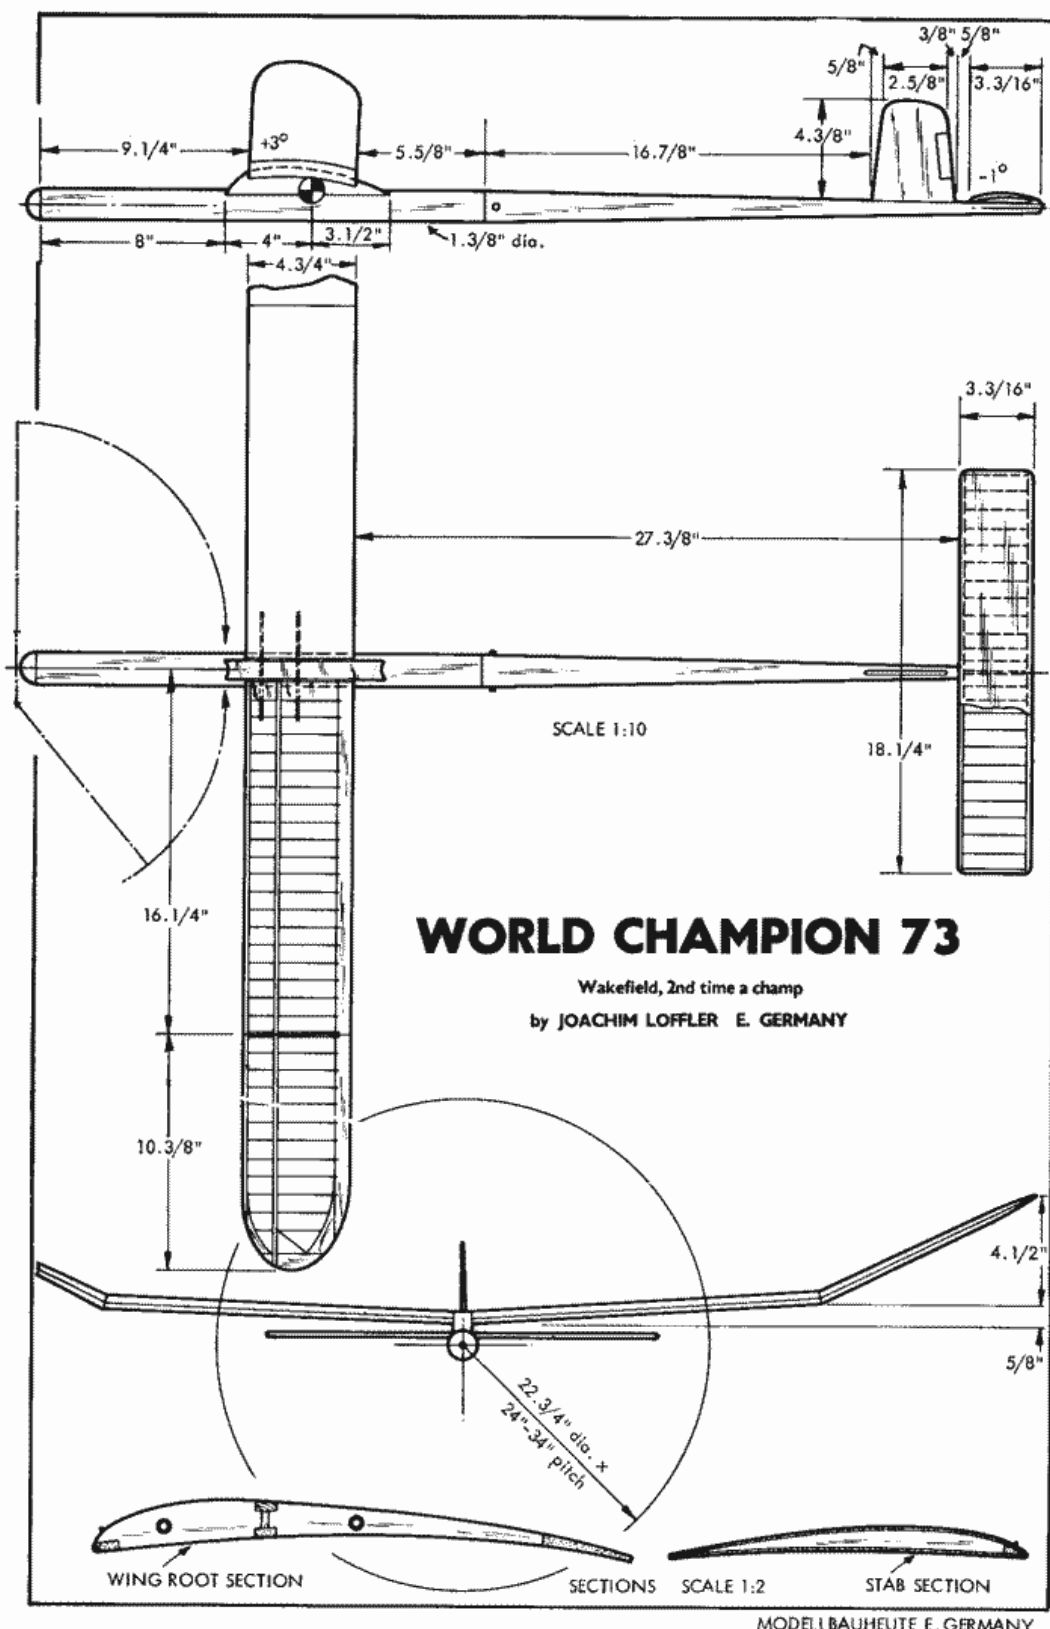 3/8" 5/8"
5/8"
2.5/8"
3.3/16"
9.1/4"
+3°
5.5/8"
16.7/8"
4.3/8"
-1°
8"
4"
3.1/2"
1.3/8" dia.
4.3/4"
3.3/16"
27.3/8"
SCALE 1:10
18.1/4"
16.1/4"
WORLD CHAMPION 73
Wakefield, 2nd time a champ
by JOACHIM LOFFLER E. GERMANY
10.3/8"
4.1/2"
5/8"
22.3/4" dia. x
24"-34" pitch
WING ROOT SECTION
SECTIONS SCALE 1:2
STAB SECTION
MODELLBAUHEUTE E. GERMANY